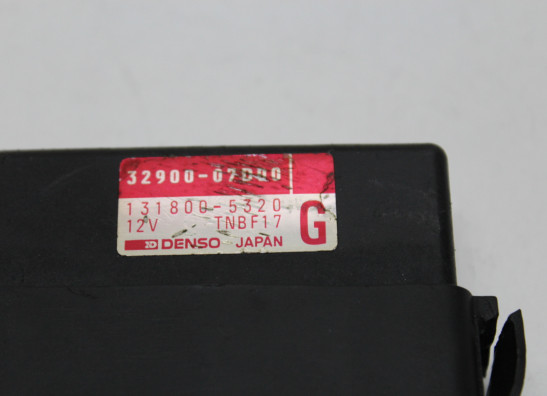 32900-07D00
131800-5320
12V TNBF17 G
DENSO JAPAN